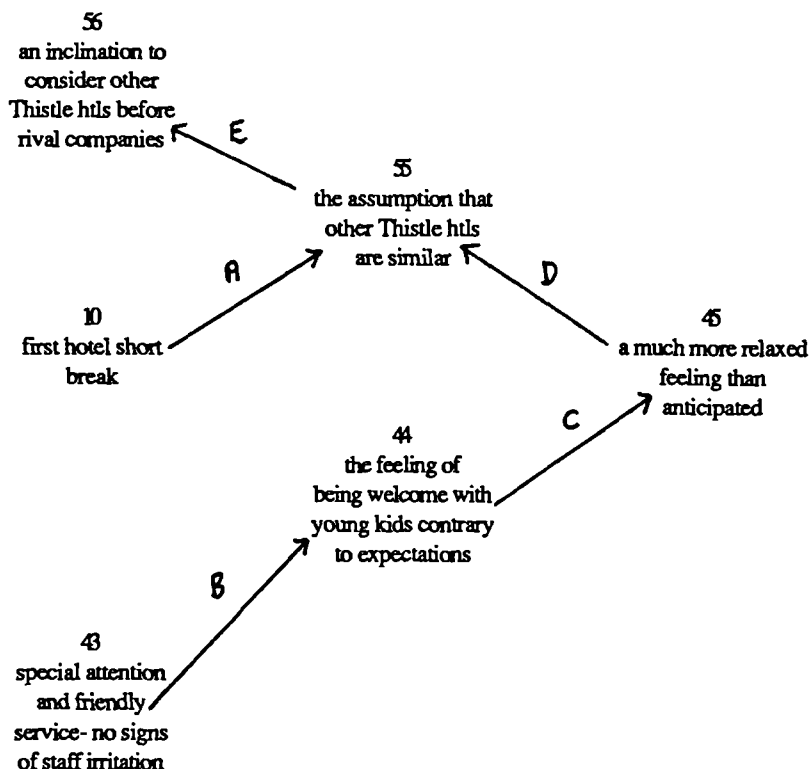 56
an inclination to
consider other
Thistle htls before
rival companies
E
55
the assumption that
other Thistle htls
are similar
A
D
10
first hotel short
break
45
a much more relaxed
feeling than
anticipated
C
44
the feeling of
being welcome with
young kids contrary
to expectations
B
43
special attention
and friendly
service- no signs
of staff irritation